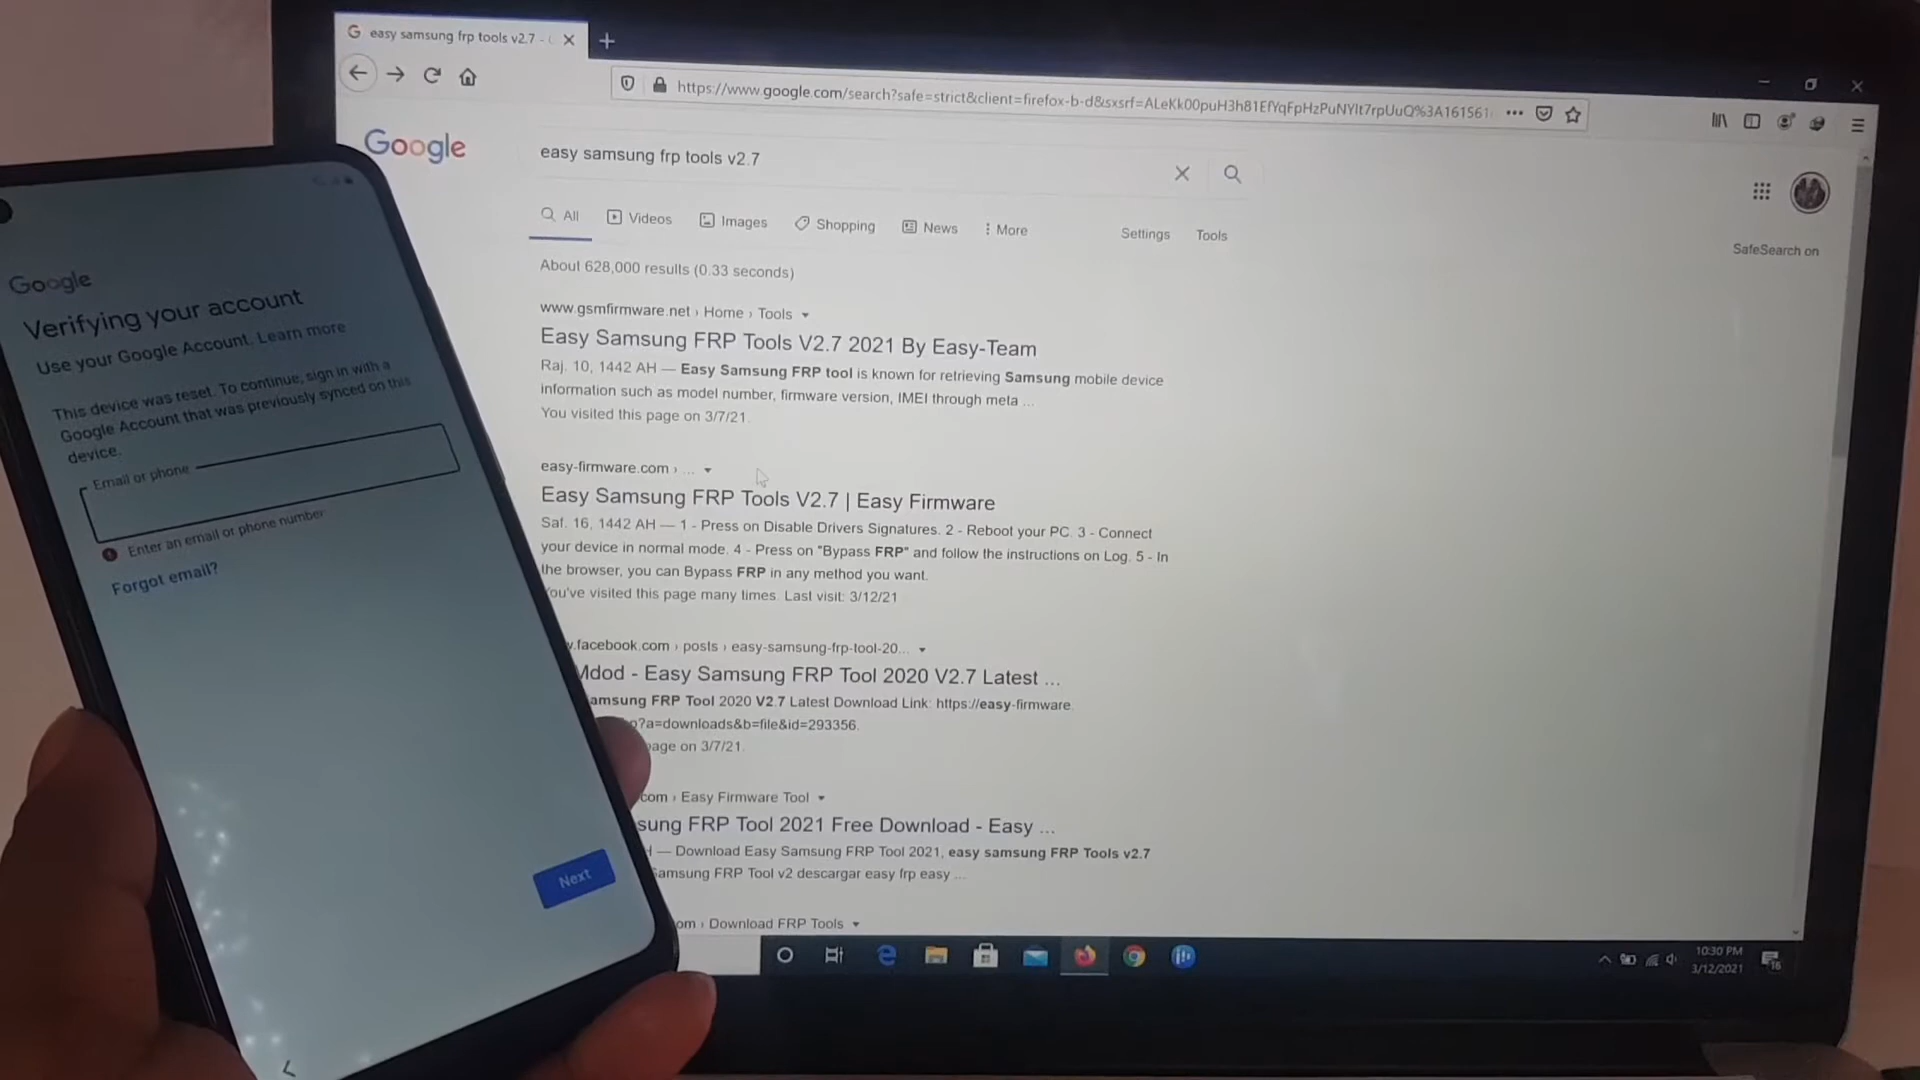 easy samsung frp tools v2.7 -
https://www.google.com/search?safe=strict&client=firefox-b-d&sxsrf=
Google
easy samsung frp tools v2.7
All
Videos
Images
Shopping
News
More
Settings
Tools
SafeSearch on
About 628,000 results (0.33 seconds)
www.gsmfirmware.net › Home › Tools
Easy Samsung FRP Tools V2.7 2021 By Easy-Team
Raj. 10, 1442 AH — Easy Samsung FRP tool is known for retrieving Samsung mobile device
information such as model number, firmware version, IMEI through meta ...
You visited this page on 3/7/21.
easy-firmware.com › ...
Easy Samsung FRP Tools V2.7 | Easy Firmware
Saf. 16, 1442 AH — 1 - Press on Disable Drivers Signatures. 2 - Reboot your PC. 3 - Connect
your device in normal mode. 4 - Press on "Bypass FRP" and follow the instructions on Log. 5 - In
the browser, you can Bypass FRP in any method you want.
You've visited this page many times. Last visit: 3/12/21
.facebook.com › posts › easy-samsung-frp-tool-20...
Mdod - Easy Samsung FRP Tool 2020 V2.7 Latest ...
amsung FRP Tool 2020 V2.7 Latest Download Link: https://easy-firmware.
?a=downloads&b=file&id=293356.
page on 3/7/21.
com › Easy Firmware Tool
sung FRP Tool 2021 Free Download - Easy ...
H — Download Easy Samsung FRP Tool 2021, easy samsung FRP Tools v2.7
Samsung FRP Tool v2 descargar easy frp easy ...
om › Download FRP Tools
10:30 PM
3/12/2021
16
Google
Verifying your account
Use your Google Account. Learn more
This device was reset. To continue, sign in with a
Google Account that was previously synced on this
device.
Email or phone
Enter an email or phone number
Forgot email?
Next